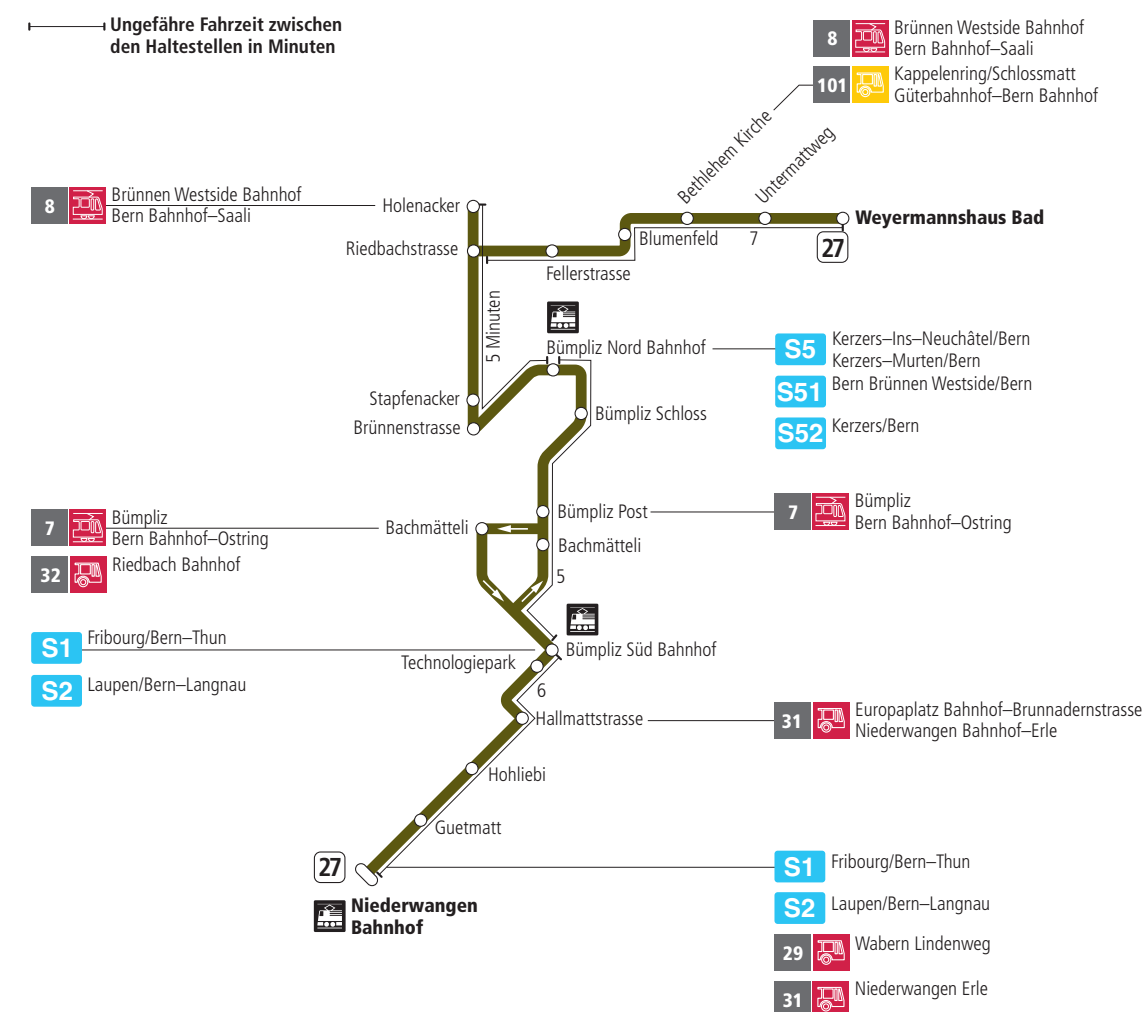 Ungefähre Fahrzeit zwischen
den Haltestellen in Minuten
8
Brünnen Westside Bahnhof
Bern Bahnhof–Saali
101
Kappelenring/Schlossmatt
Güterbahnhof–Bern Bahnhof
Bethlehem Kirche
Untermattweg
8
Brünnen Westside Bahnhof
Bern Bahnhof–Saali
Holenacker
Weyermannshaus Bad
27
Riedbachstrasse
Blumenfeld
7
Fellerstrasse
5 Minuten
Bümpliz Nord Bahnhof
S5
Kerzers–Ins–Neuchâtel/Bern
Kerzers–Murten/Bern
S51
Bern Brünnen Westside/Bern
S52
Kerzers/Bern
Stapfenacker
Brünnenstrasse
Bümpliz Schloss
7
Bümpliz
Bern Bahnhof–Ostring
32
Riedbach Bahnhof
Bachmätteli
Bümpliz Post
7
Bümpliz
Bern Bahnhof–Ostring
Bachmätteli
5
S1
Fribourg/Bern–Thun
S2
Laupen/Bern–Langnau
Bümpliz Süd Bahnhof
Technologiepark
6
Hallmattstrasse
31
Europaplatz Bahnhof–Brunnadernstrasse
Niederwangen Bahnhof–Erle
Hohliebi
Guetmatt
27
Niederwangen
Bahnhof
S1
Fribourg/Bern–Thun
S2
Laupen/Bern–Langnau
29
Wabern Lindenweg
31
Niederwangen Erle